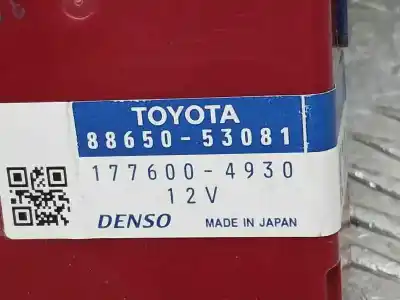 TOYOTA
88650-53081
177600-4930
12V
DENSO MADE IN JAPAN